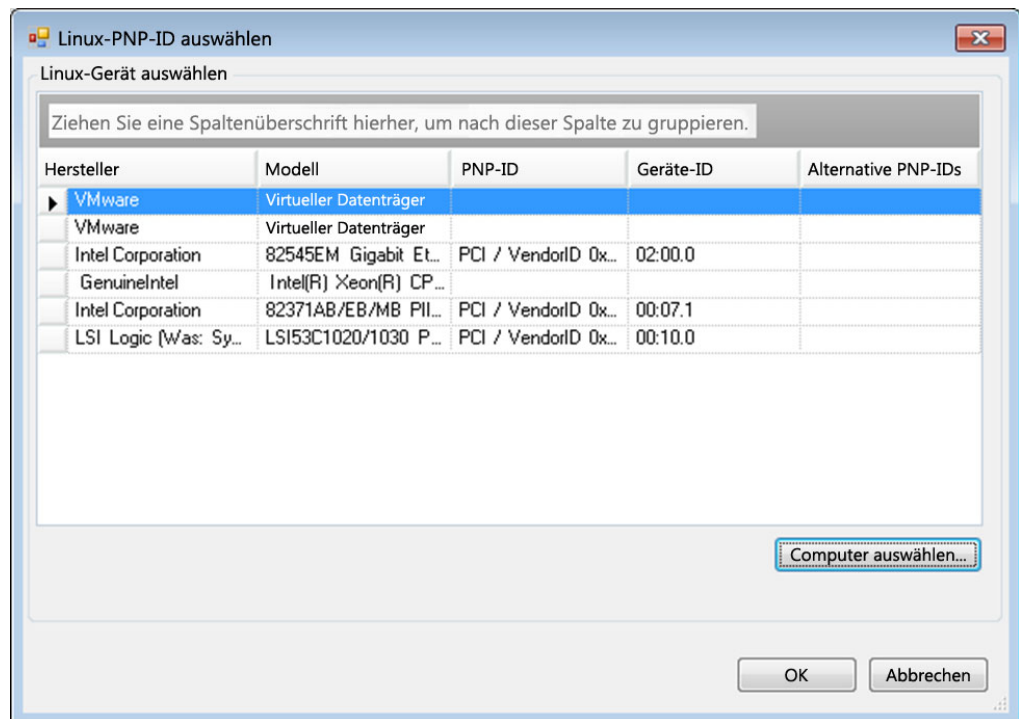 Linux-PNP-ID auswählen
Linux-Gerät auswählen
Ziehen Sie eine Spaltenüberschrift hierher, um nach dieser Spalte zu gruppieren.
Hersteller Modell PNP-ID Geräte-ID Alternative PNP-IDs
VMware Virtueller Datenträger
VMware Virtueller Datenträger
Intel Corporation 82545EM Gigabit Et... PCI / VendorID 0x... 02:00.0
GenuineIntel Intel(R) Xeon(R) CP...
Intel Corporation 82371AB/EB/MB PII... PCI / VendorID 0x... 00:07.1
LSI Logic (Was: Sy... LSI53C1020/1030 P... PCI / VendorID 0x... 00:10.0
Computer auswählen...
OK Abbrechen